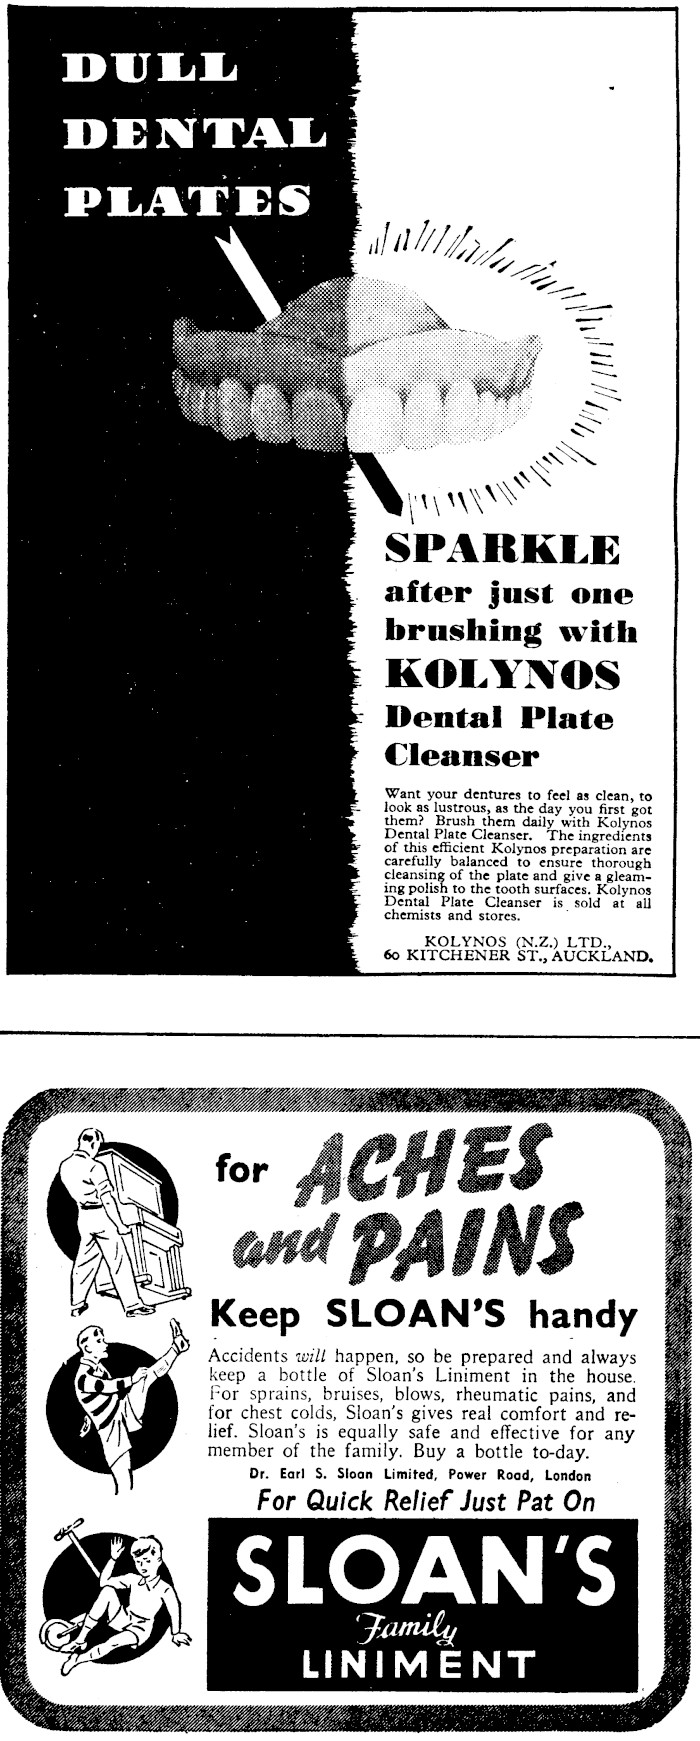 DULL
DENTAL
PLATES
SPARKLE
after just one
brushing with
KOLYNOS
Dental Plate
Cleanser
Want your dentures to feel as clean, to
look as lustrous, as the day you first got
them? Brush them daily with Kolynos
Dental Plate Cleanser. The ingredients
of this efficient Kolynos preparation are
carefully balanced to ensure thorough
cleansing of the plate and give a gleam-
ing polish to the tooth surfaces. Kolynos
Dental Plate Cleanser is sold at all
chemists and stores.
KOLYNOS (N.Z.) LTD.,
60 KITCHENER ST., AUCKLAND.
for ACHES
and PAINS
Keep SLOAN'S handy
Accidents will happen, so be prepared and always
keep a bottle of Sloan's Liniment in the house.
For sprains, bruises, blows, rheumatic pains, and
for chest colds, Sloan's gives real comfort and re-
lief. Sloan's is equally safe and effective for any
member of the family. Buy a bottle to-day.
Dr. Earl S. Sloan Limited, Power Road, London
For Quick Relief Just Pat On
SLOAN'S
Family
LINIMENT